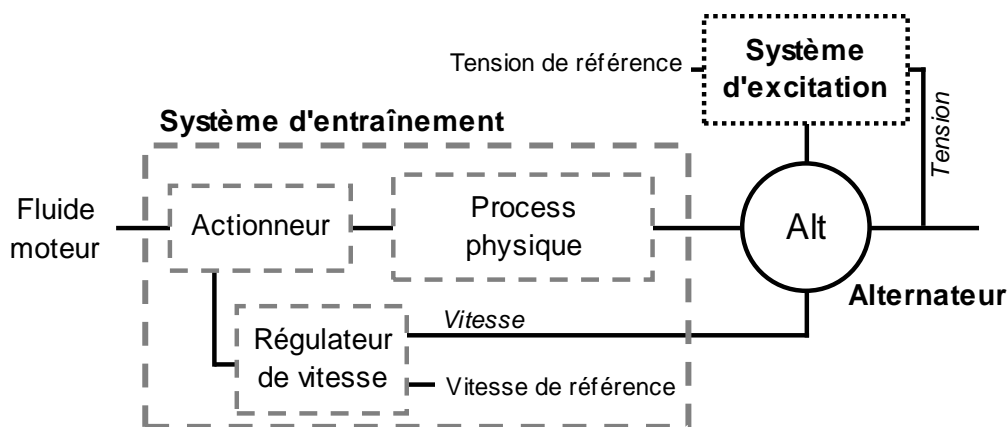 Système
d'excitation
Tension de référence
Tension
Système d'entraînement
Fluide
moteur
Actionneur
Process
physique
Alt
Alternateur
Vitesse
Régulateur
de vitesse
Vitesse de référence